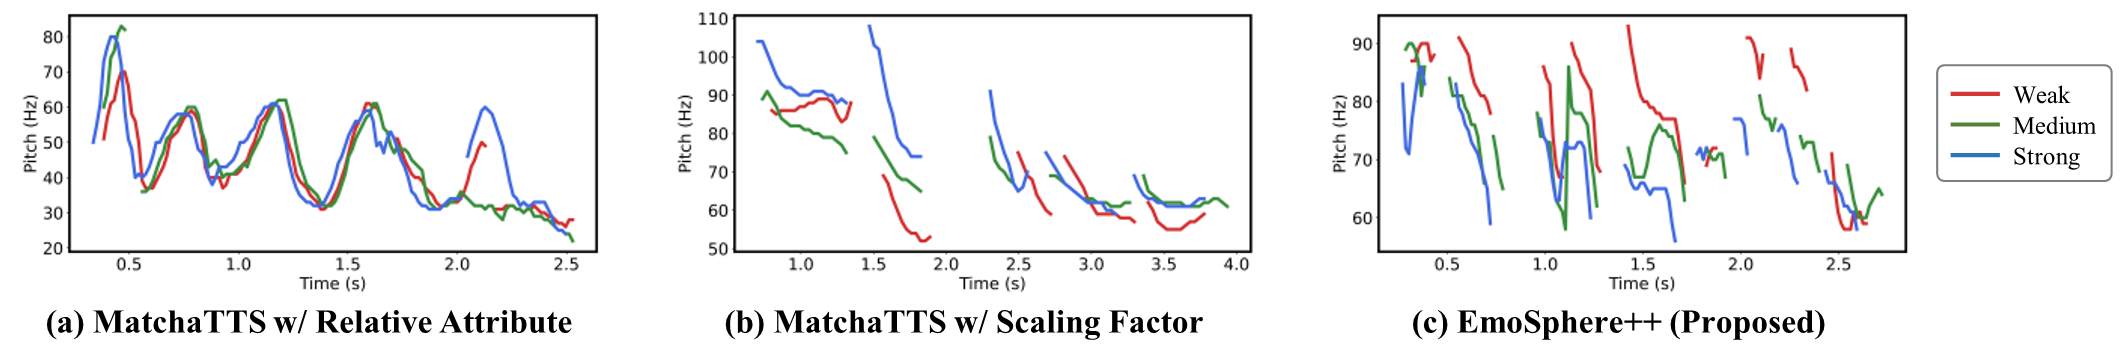 Pitch (Hz)
80
70
60
50
40
30
20
0.5 1.0 1.5 2.0 2.5
Time (s)
(a) MatchaTTS w/ Relative Attribute
Pitch (Hz)
110
100
90
80
70
60
50
1.0 1.5 2.0 2.5 3.0 3.5 4.0
Time (s)
(b) MatchaTTS w/ Scaling Factor
Pitch (Hz)
90
80
70
60
0.5 1.0 1.5 2.0 2.5
Time (s)
(c) EmoSphere++ (Proposed)
Weak
Medium
Strong